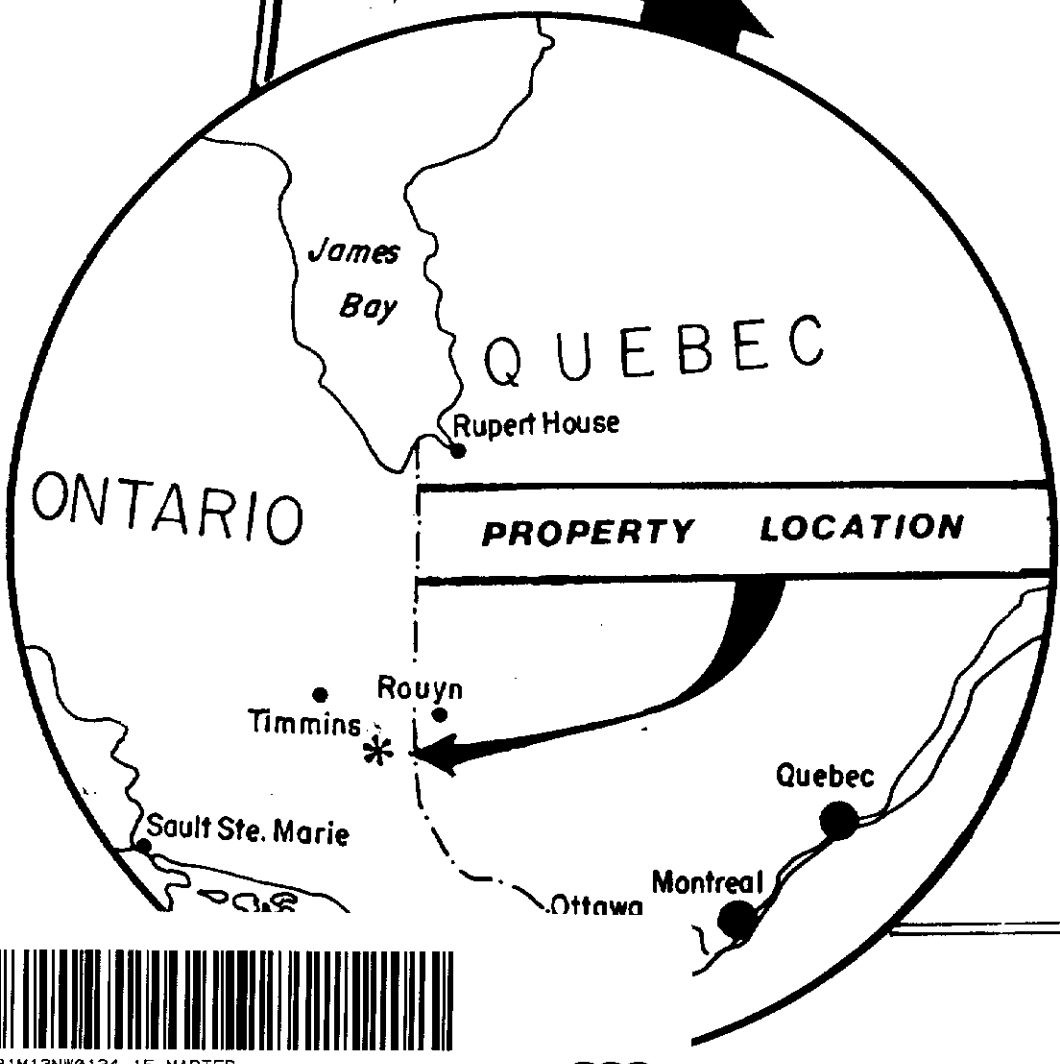 James
Bay
QUEBEC
Rupert House
ONTARIO
PROPERTY LOCATION
Rouyn
Timmins
*
Quebec
Sault Ste. Marie
Montreal
Ottawa